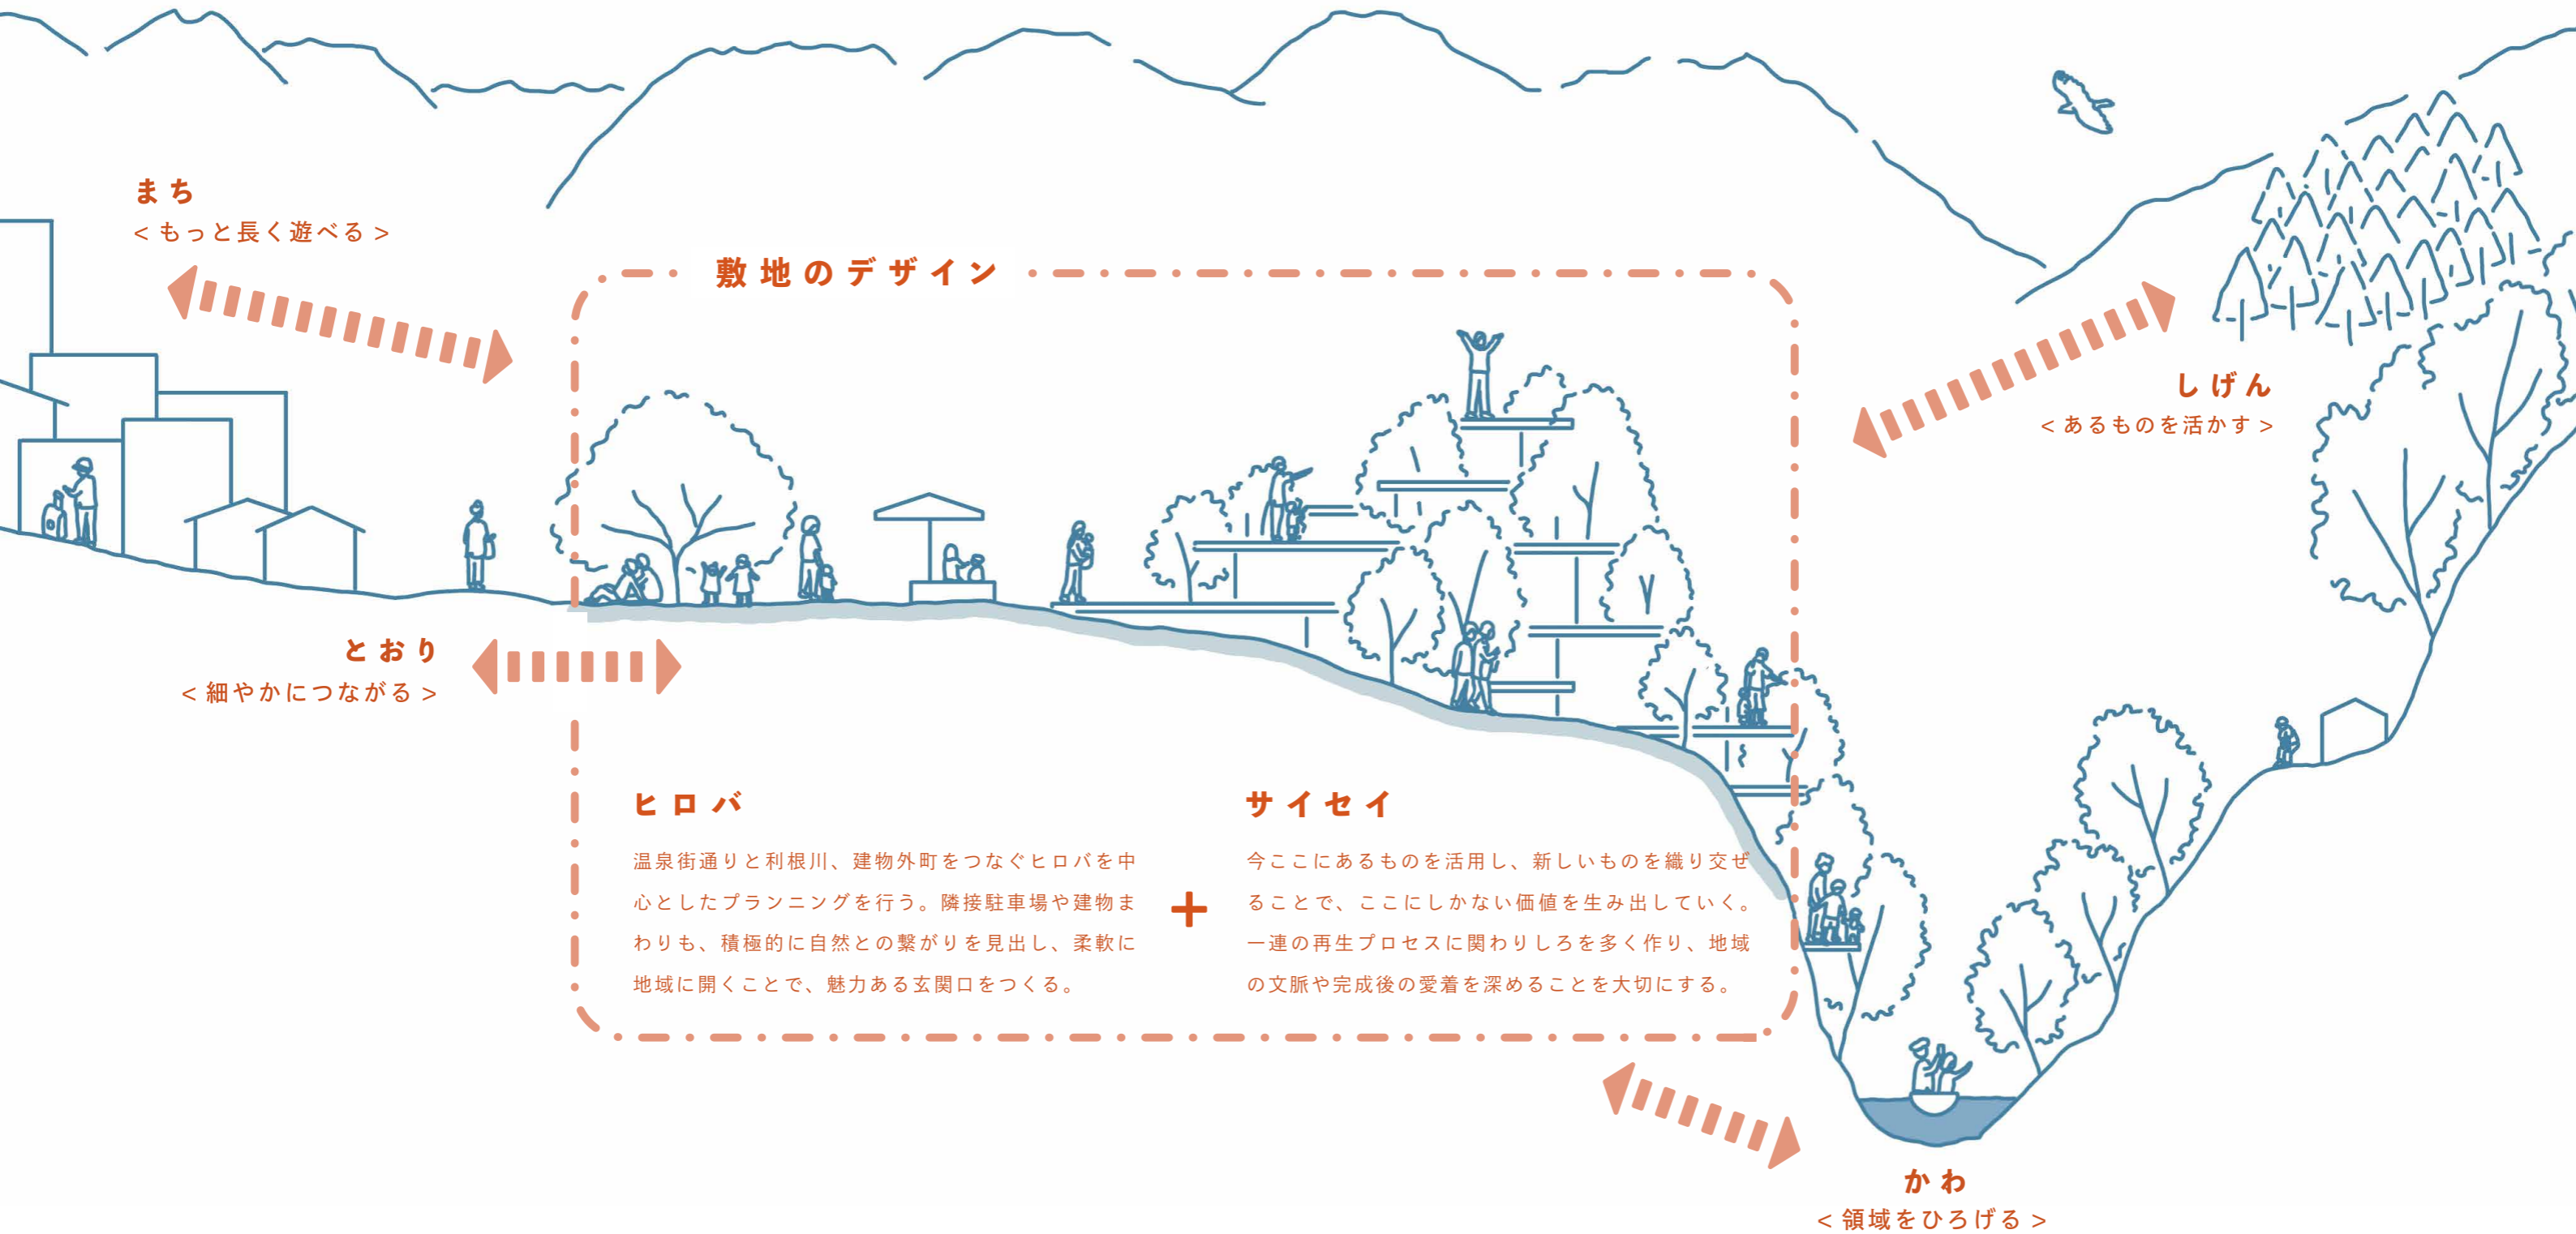 まち
< もっと長く遊べる >
敷地のデザイン
しげん
< あるものを活かす >
とおり
< 細やかにつながる >
ヒロバ
温泉街通りと利根川、建物外町をつなぐヒロバを中
心としたプランニングを行う。隣接駐車場や建物ま
わりも、積極的に自然との繋がりを見出し、柔軟に
地域に開くことで、魅力ある玄関口をつくる。
+
サイセイ
今ここにあるものを活用し、新しいものを織り交ぜ
ることで、ここにしかない価値を生み出していく。
一連の再生プロセスに関わりしろを多く作り、地域
の文脈や完成後の愛着を深めることを大切にする。
かわ
< 領域をひろげる >